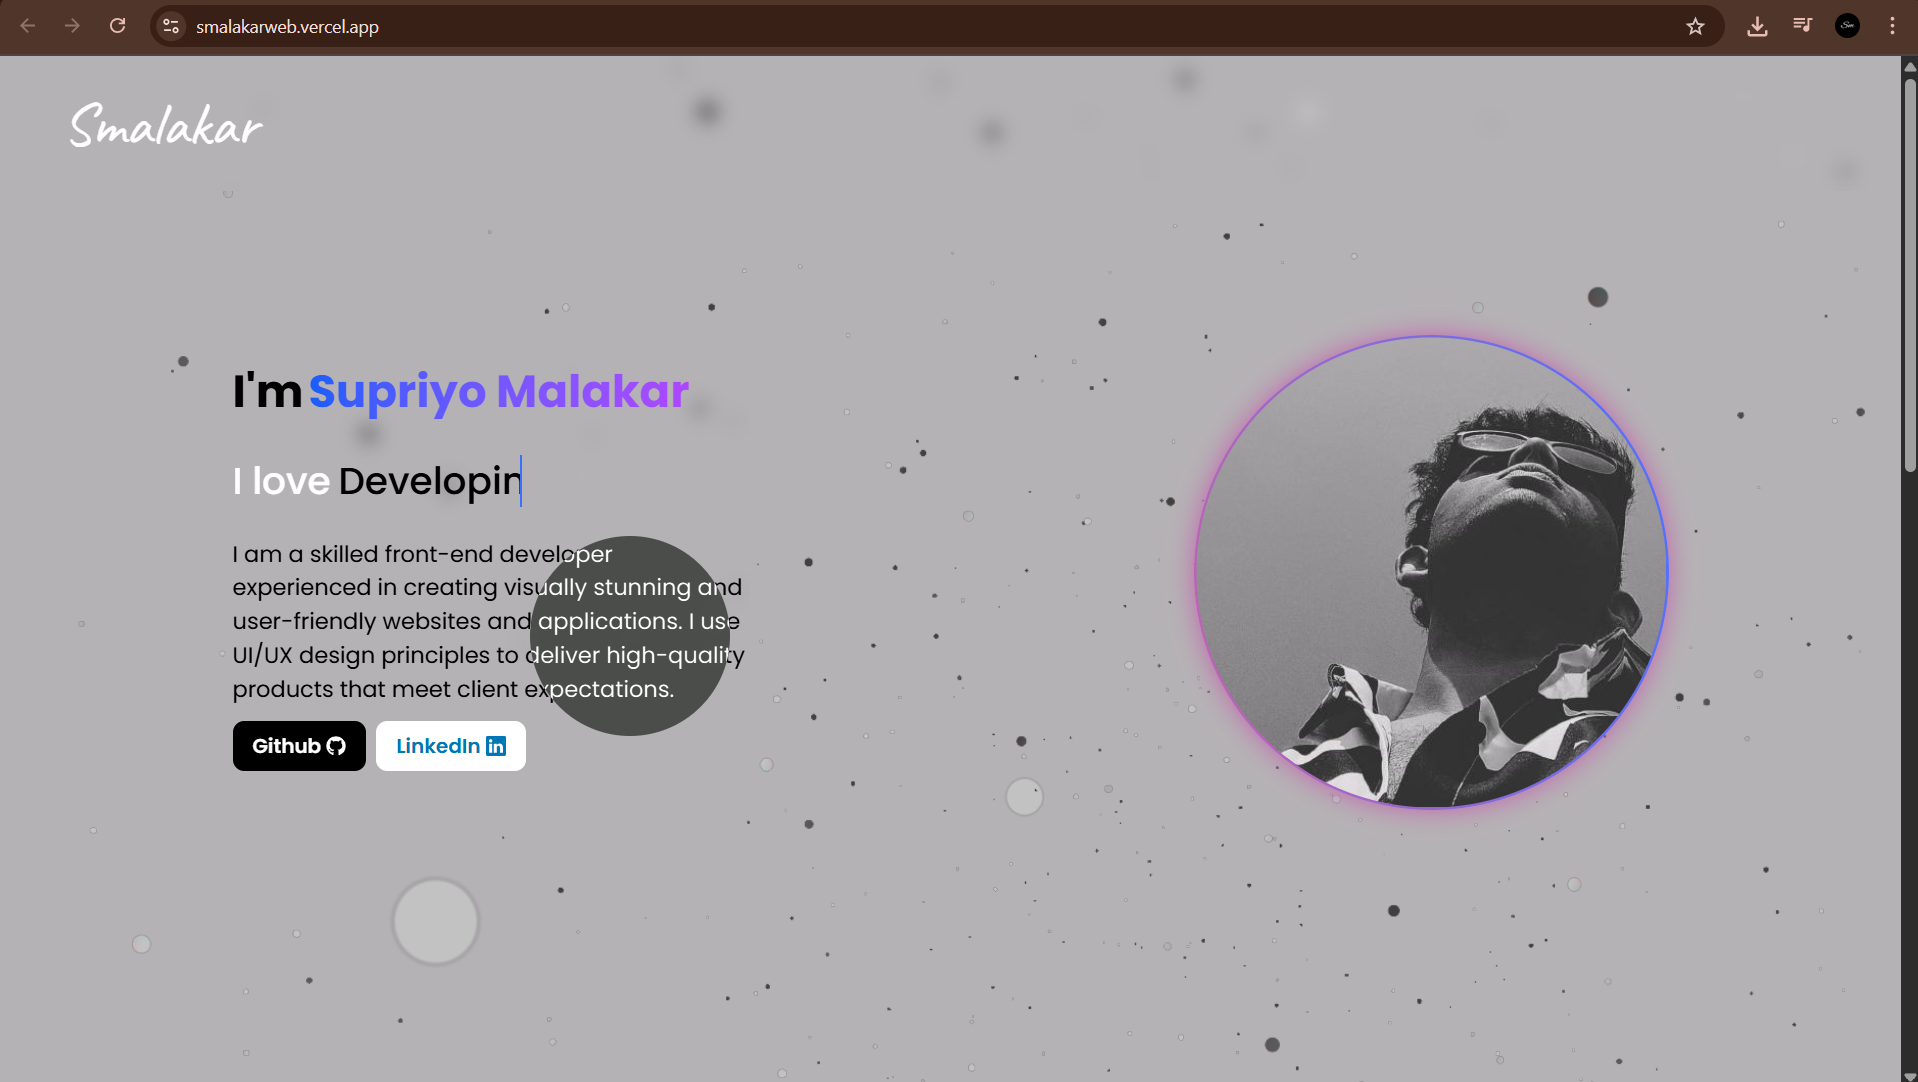 smalakarweb.vercel.app
Smalakar
I'm Supriyo Malakar
I love Developin
I am a skilled front-end developer
experienced in creating visually stunning and
user-friendly websites and applications. I use
UI/UX design principles to deliver high-quality
products that meet client expectations.
Github
LinkedIn in